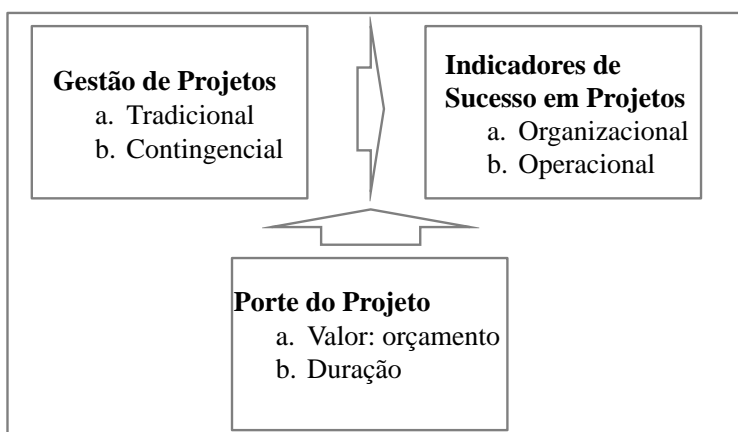 Gestão de Projetos
a. Tradicional
b. Contingencial
Indicadores de
Sucesso em Projetos
a. Organizacional
b. Operacional
Porte do Projeto
a. Valor: orçamento
b. Duração